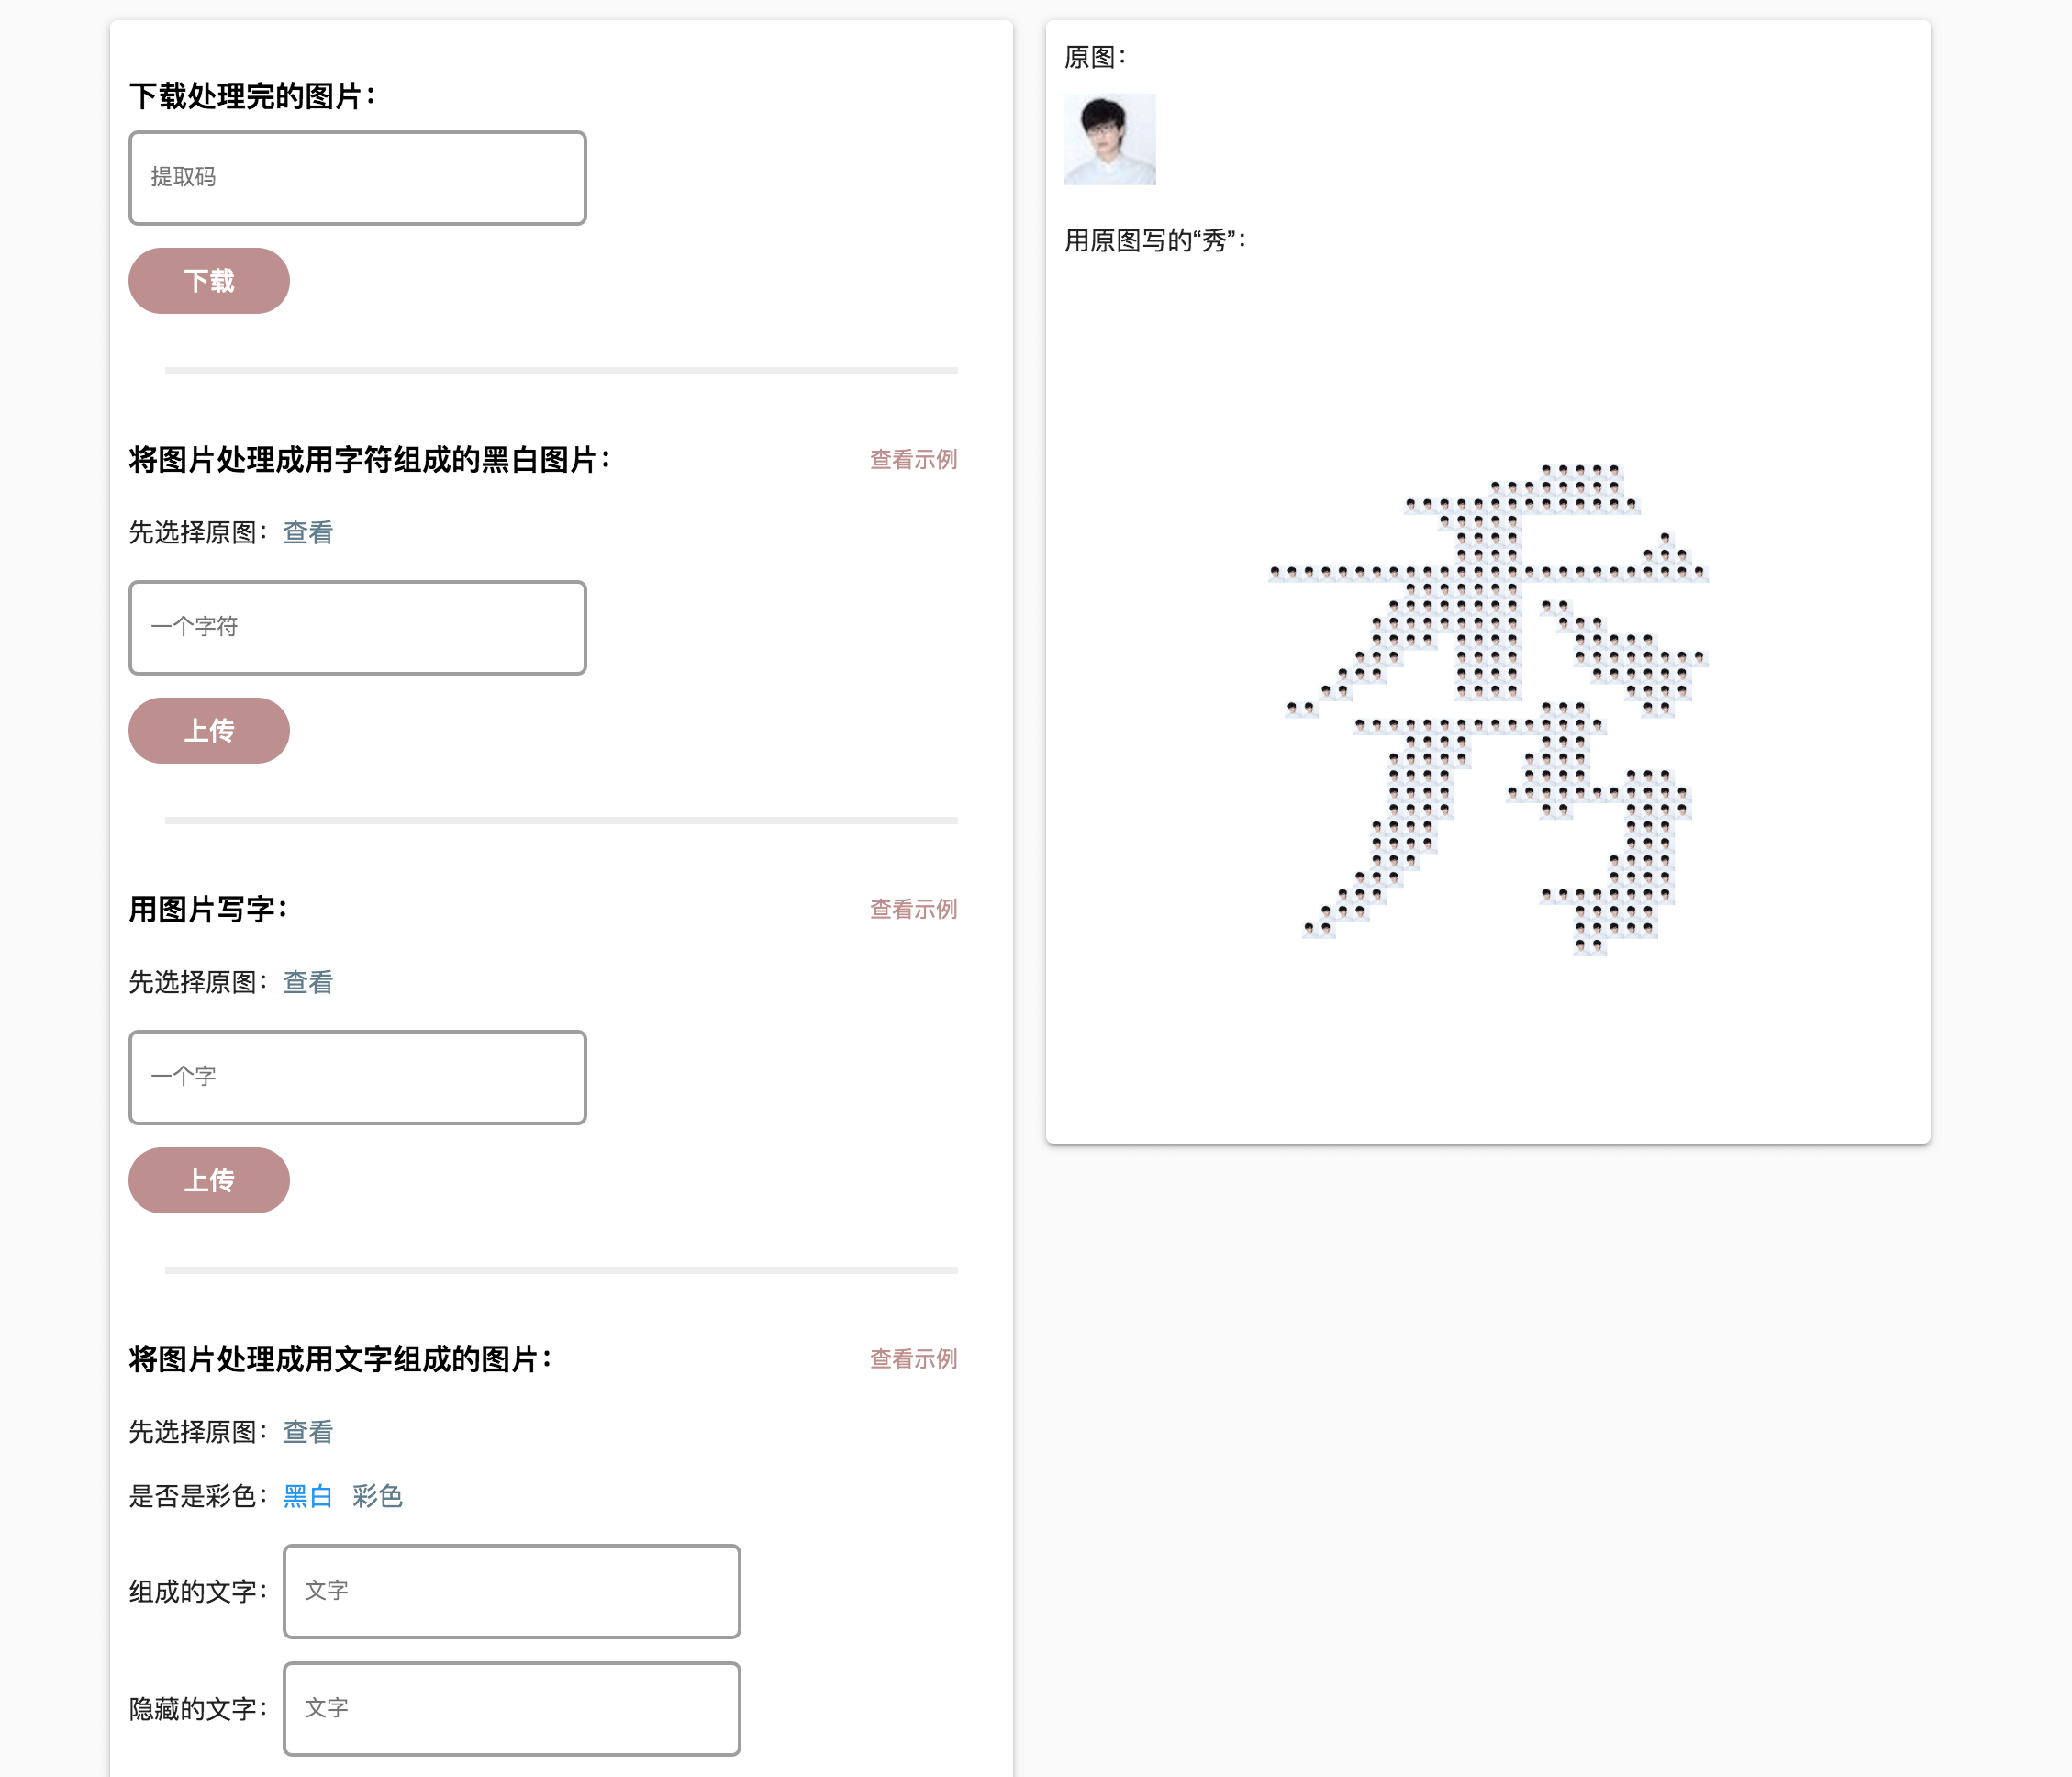 下载处理完的图片：
提取码
下载
将图片处理成用字符组成的黑白图片：
查看示例
先选择原图：查看
一个字符
上传
用图片写字：
查看示例
先选择原图：查看
一个字
上传
将图片处理成用文字组成的图片：
查看示例
先选择原图：查看
是否是彩色：黑白 彩色
组成的文字：文字
隐藏的文字：文字
原图：
用原图写的“秀”：
秀